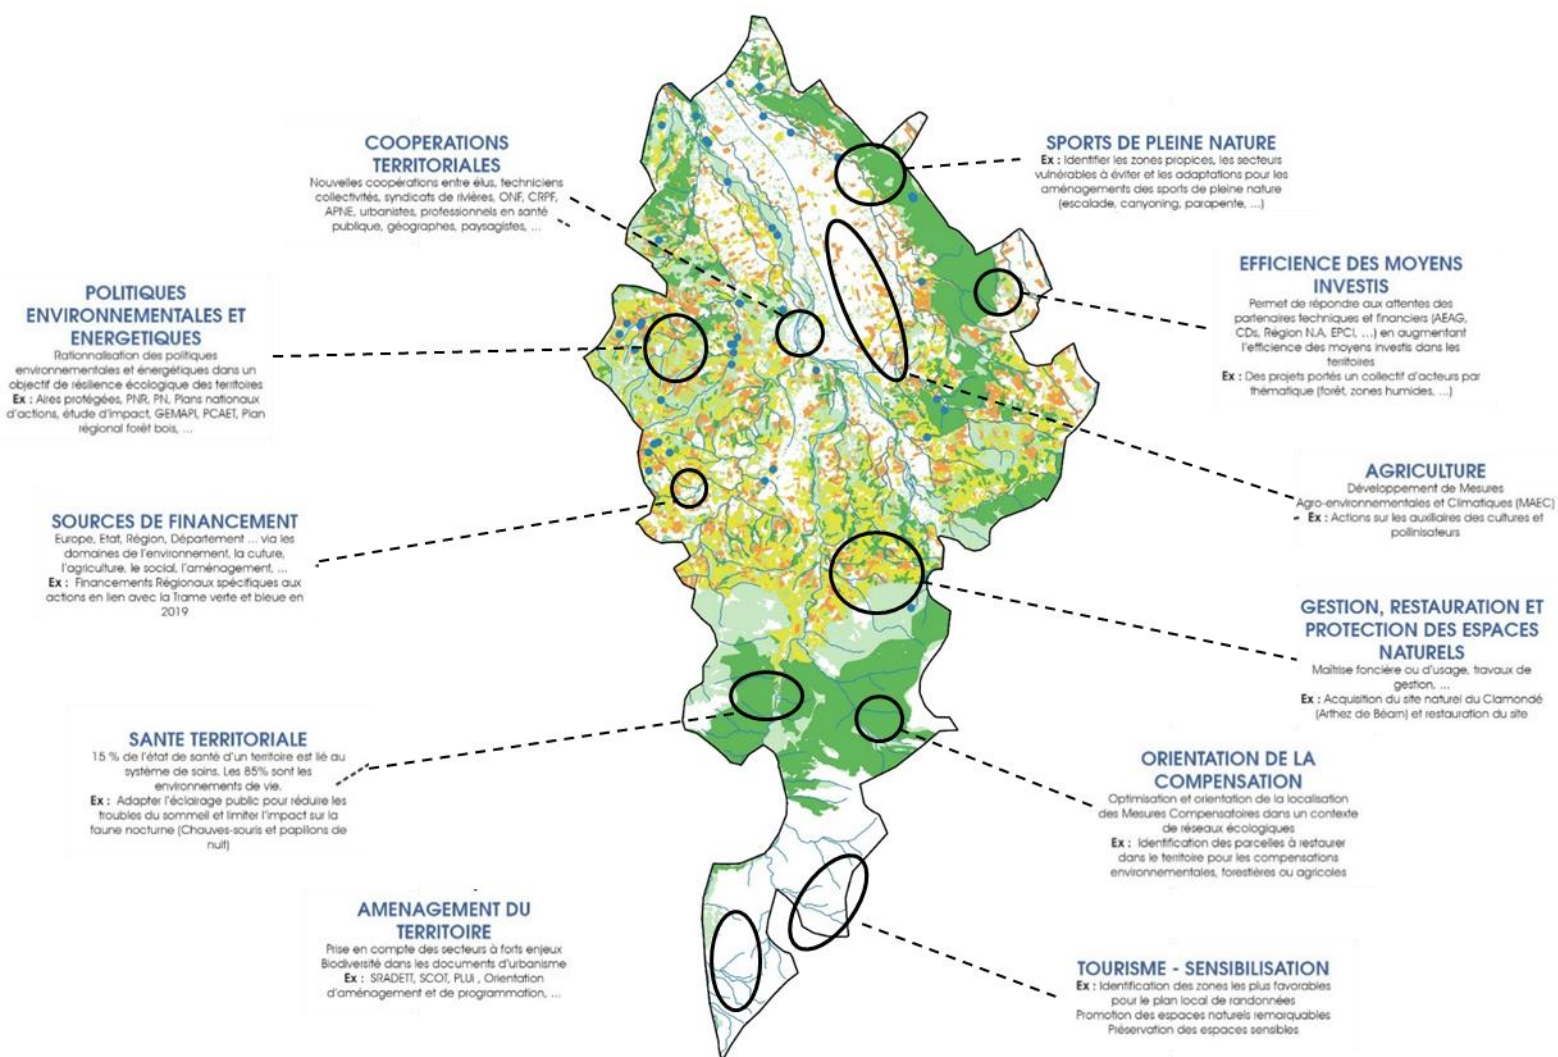 COOPERATIONS
TERRITORIALES
Nouvelles coopérations entre élus, techniciens
collectivités, syndicats de rivières, ONF, CRPF,
APNE, urbanistes, professionnels en santé
publique, géographes, paysagistes, ...
POLITIQUES
ENVIRONNEMENTALES ET
ENERGETIQUES
Rationnalisation des politiques
environnementales et énergétiques dans un
objectif de résilience écologique des territoires
Ex : Aires protégées, PNR, PN, Plans nationaux
d'actions, étude d'impact, GEMAPI, PCAET, Plan
régional forêt bois, ...
SOURCES DE FINANCEMENT
Europe, Etat, Région, Département ... via les
domaines de l'environnement, la cuture,
l'agriculture, le social, l'aménagement, ...
Ex : Financements Régionaux spécifiques aux
actions en lien avec la Trame verte et bleue en
2019
SANTE TERRITORIALE
15 % de l'état de santé d'un territoire est lié au
système de soins. Les 85% sont les
environnements de vie.
Ex : Adapter l'éclairage public pour réduire les
troubles du sommeil et limiter l'impact sur la
faune nocturne (Chauves-souris et papillons de
nuit)
AMENAGEMENT DU
TERRITOIRE
Prise en compte des secteurs à forts enjeux
Biodiversité dans les documents d'urbanisme
Ex : SRADETT, SCOT, PLUi , Orientation
d'aménagement et de programmation, ...
SPORTS DE PLEINE NATURE
Ex : Identifier les zones propices, les secteurs
vulnérables à éviter et les adaptations pour les
aménagements des sports de pleine nature
(escalade, canyoning, parapente, ...)
EFFICIENCE DES MOYENS
INVESTIS
Permet de répondre aux attentes des
partenaires techniques et financiers (AEAG,
CDs, Région N.A, EPCI, ...) en augmentant
l'efficience des moyens investis dans les
territoires
Ex : Des projets portés un collectif d'acteurs par
thématique (forêt, zones humides, ...)
AGRICULTURE
Développement de Mesures
Agro-environnementales et Climatiques (MAEC)
Ex : Actions sur les auxiliaires des cultures et
pollinisateurs
GESTION, RESTAURATION ET
PROTECTION DES ESPACES
NATURELS
Maîtrise foncière ou d'usage, travaux de
gestion, ...
Ex : Acquisition du site naturel du Clamondé
(Arthez de Béarn) et restauration du site
ORIENTATION DE LA
COMPENSATION
Optimisation et orientation de la localisation
des Mesures Compensatoires dans un contexte
de réseaux écologiques
Ex : Identification des parcelles à restaurer
dans le territoire pour les compensations
environnementales, forestières ou agricoles
TOURISME - SENSIBILISATION
Ex : Identification des zones les plus favorables
pour le plan local de randonnées
Promotion des espaces naturels remarquables
Préservation des espaces sensibles